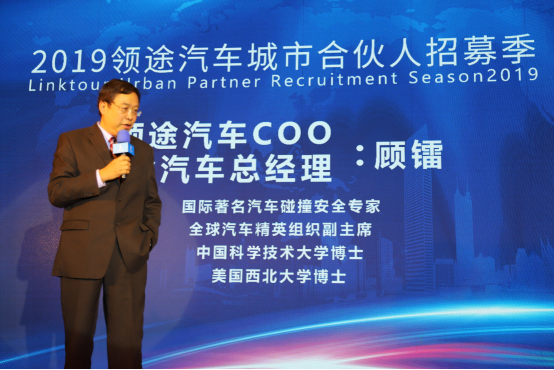 2019领途汽车城市合伙人招募季
Linktour Urban Partner Recruitment Season2019
领途汽车COO
汽车总经理
：顾镭
国际著名汽车碰撞安全专家
全球汽车精英组织副主席
中国科学技术大学博士
美国西北大学博士